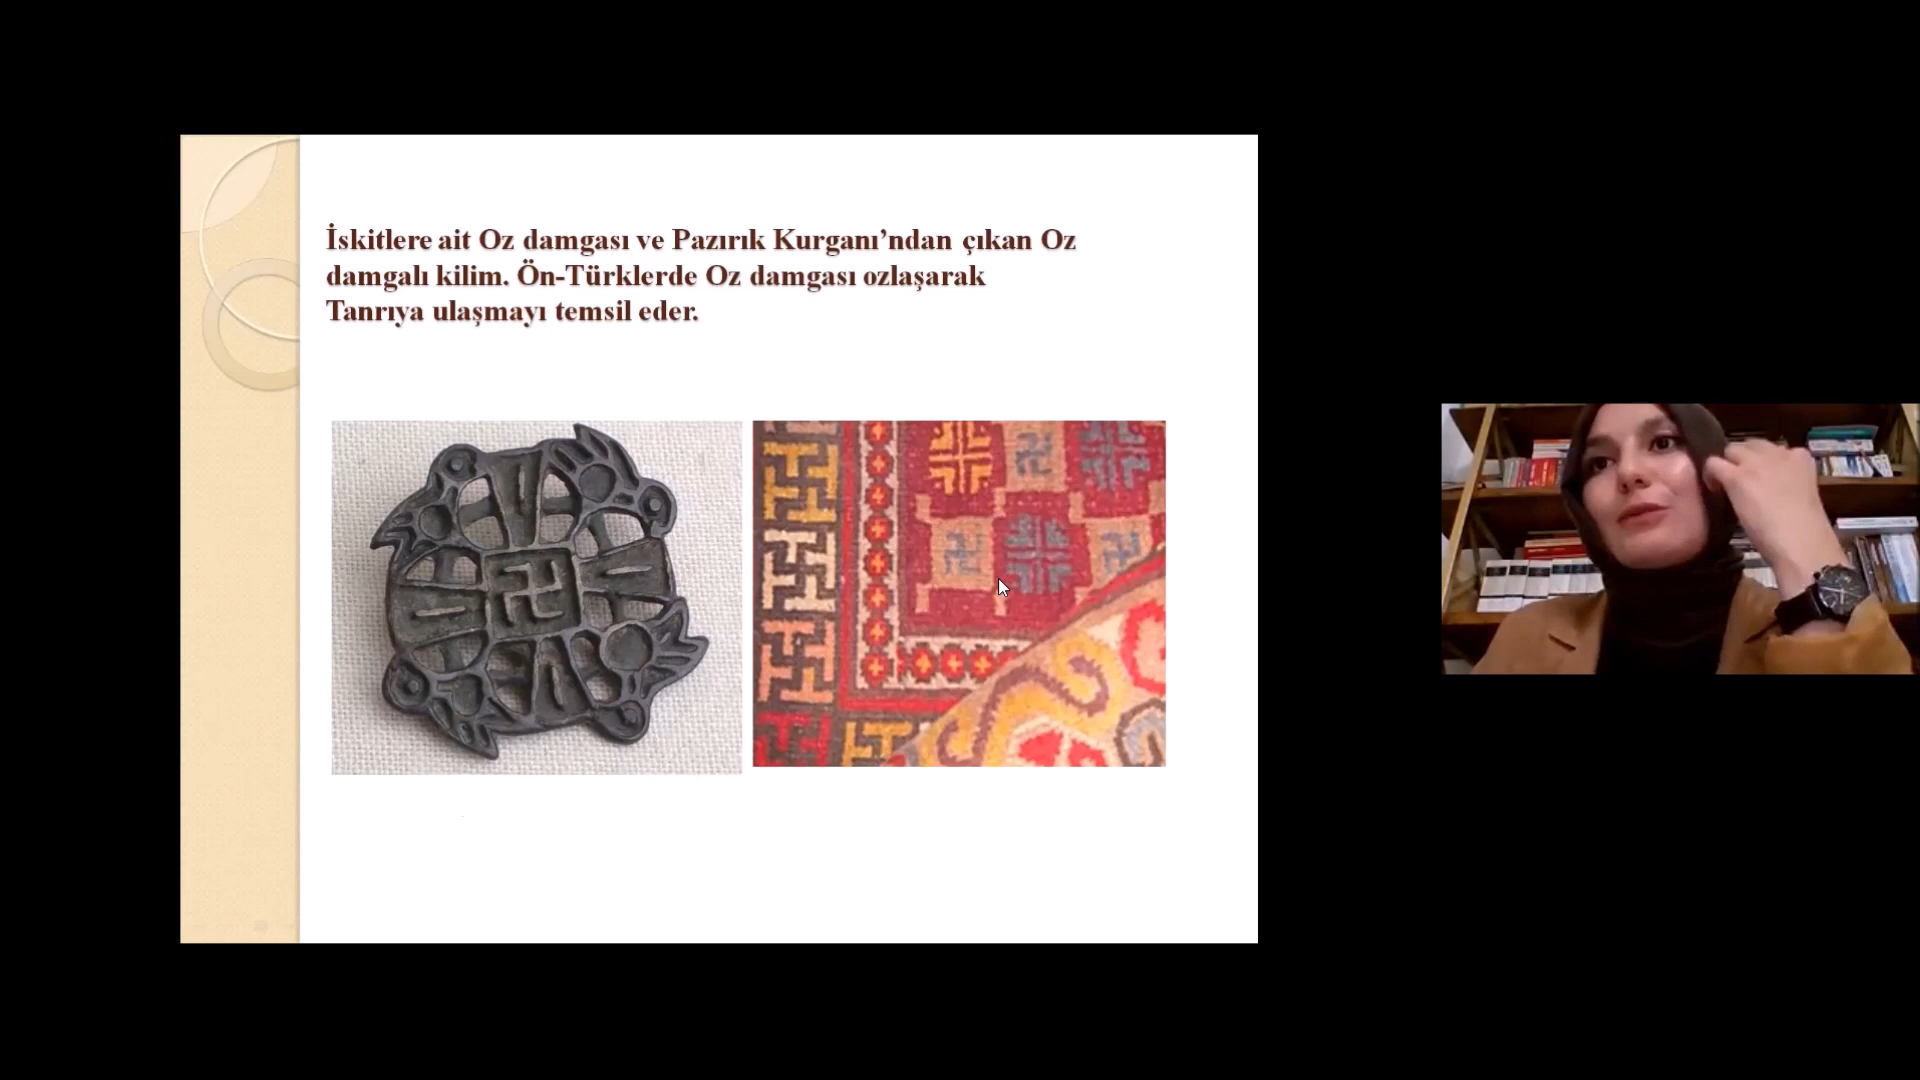 İskitlere ait Oz damgası ve Pazırık Kurganı’ndan çıkan Oz
damgalı kilim. Ön-Türklerde Oz damgası ozlaşarak
Tanrıya ulaşmayı temsil eder.